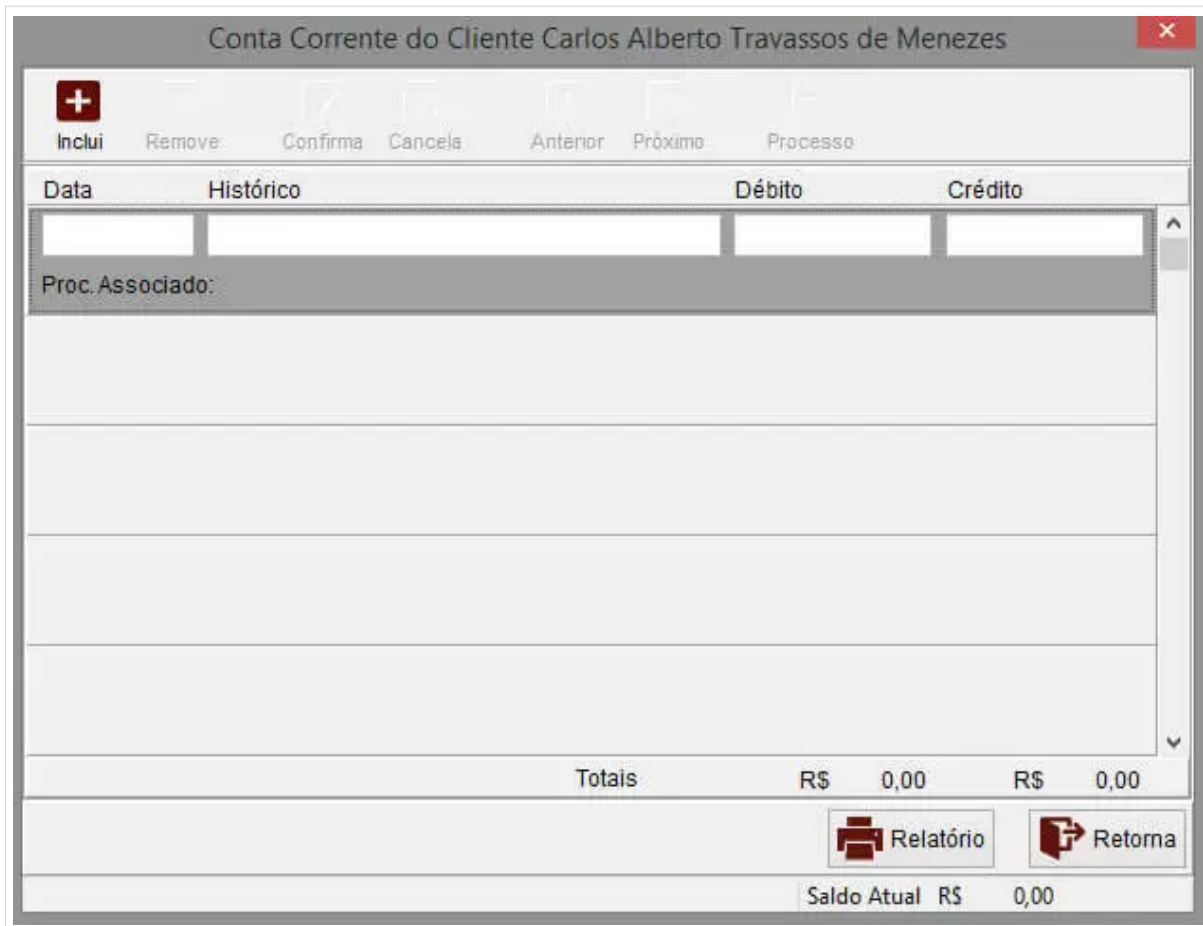 Conta Corrente do Cliente Carlos Alberto Travassos de Menezes
Inclui Remove Confirma Cancela Anterior Próximo Processo
Data Histórico Débito Crédito
Proc. Associado:
Totais R$ 0,00 R$ 0,00
Relatório Retorna
Saldo Atual R$ 0,00